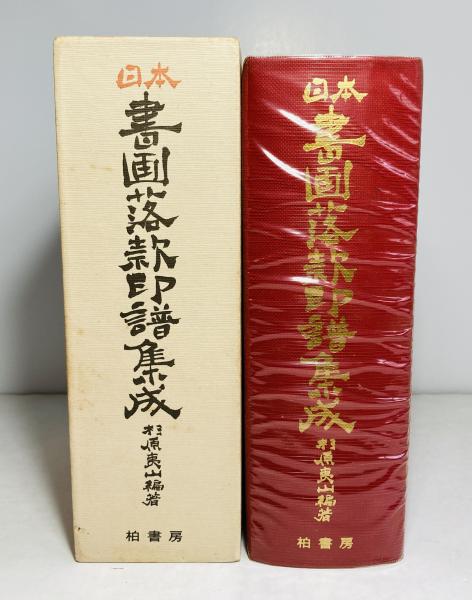 日本
書画落款印譜集成
杉原夷山編著
柏書房
日本
書画落款印譜集成
杉原夷山編著
柏書房